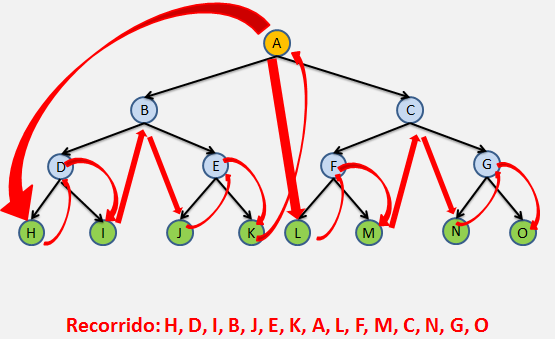 A
B C
D E F G
H I J K L M N O
Recorrido: H, D, I, B, J, E, K, A, L, F, M, C, N, G, O